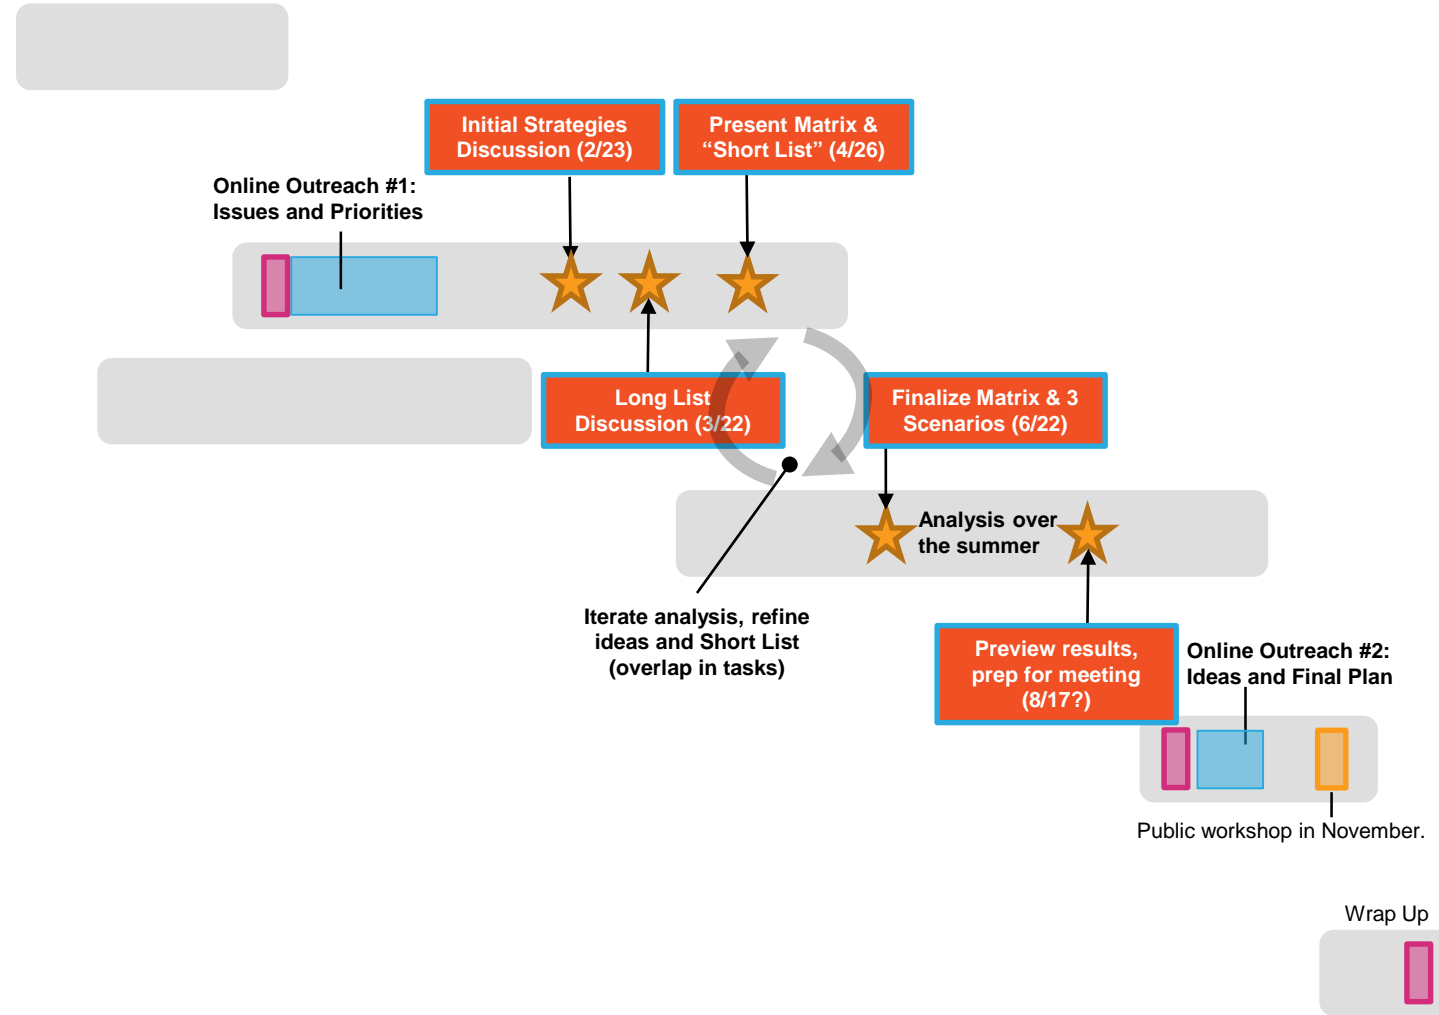 Initial Strategies
Discussion (2/23)
Present Matrix &
“Short List” (4/26)
Online Outreach #1:
Issues and Priorities
Long List
Discussion (3/22)
Finalize Matrix & 3
Scenarios (6/22)
Analysis over
the summer
Iterate analysis, refine
ideas and Short List
(overlap in tasks)
Preview results,
prep for meeting
(8/17?)
Online Outreach #2:
Ideas and Final Plan
Public workshop in November.
Wrap Up